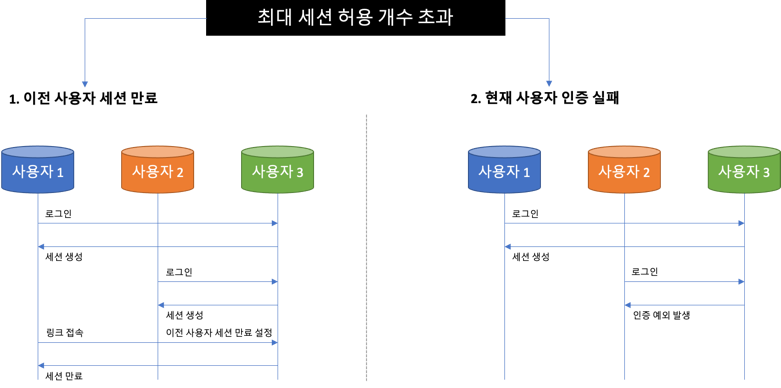 최대 세션 허용 개수 초과
1. 이전 사용자 세션 만료
사용자 1
사용자 2
사용자 3
로그인
세션 생성
로그인
세션 생성
링크 접속
이전 사용자 세션 만료 설정
세션 만료
2. 현재 사용자 인증 실패
사용자 1
사용자 2
사용자 3
로그인
세션 생성
로그인
인증 예외 발생